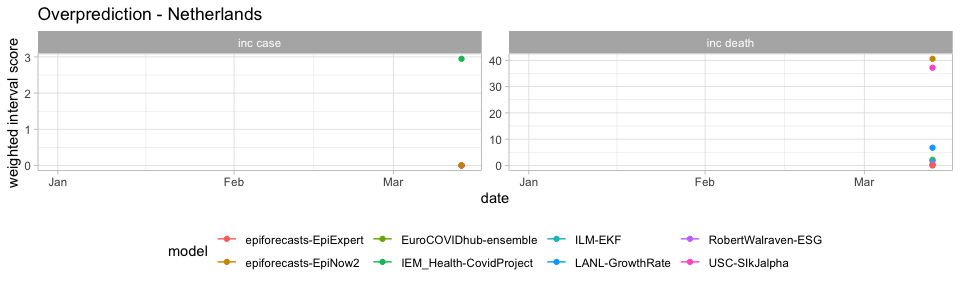 Overprediction - Netherlands
inc case
inc death
weighted interval score
3
2
1
0
40
30
20
10
0
Jan
Feb
Mar
Jan
Feb
Mar
date
model
epiforecasts-EpiExpert
EuroCOVIDhub-ensemble
ILM-EKF
RobertWalraven-ESG
epiforecasts-EpiNow2
IEM_Health-CovidProject
LANL-GrowthRate
USC-SIkJalpha